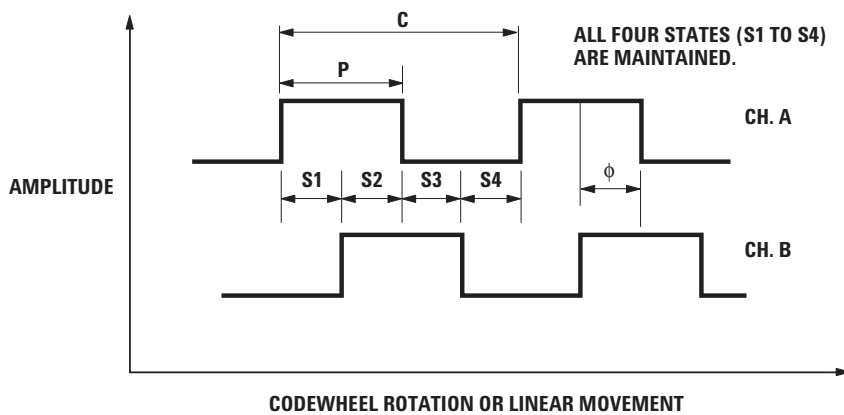 C
ALL FOUR STATES (S1 TO S4)
ARE MAINTAINED.
P
CH. A
AMPLITUDE
S1 S2 S3 S4
ϕ
CH. B
CODEWHEEL ROTATION OR LINEAR MOVEMENT